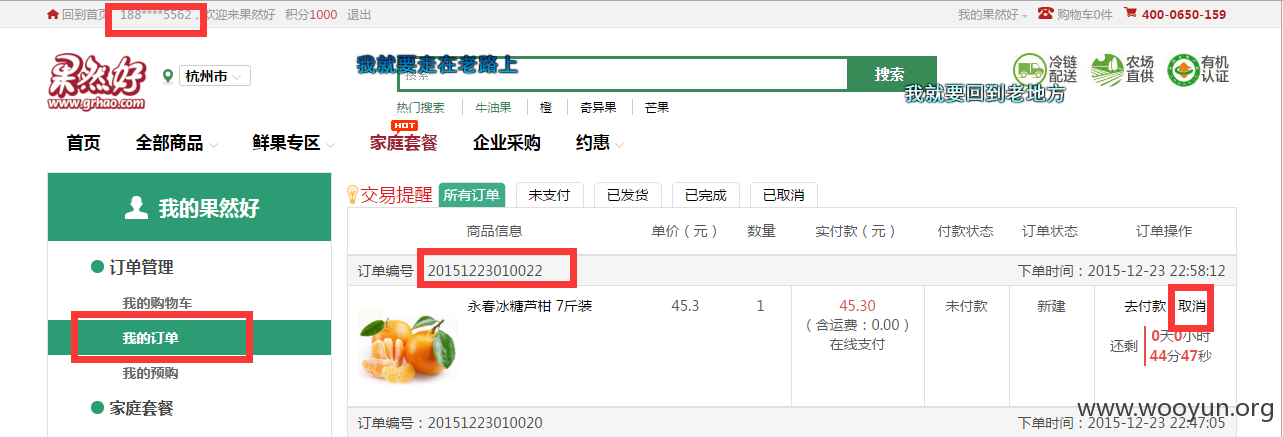 回到首页 188****5562，欢迎来果然好 积分1000 退出 我的果然好 购物车0件 400-0650-159
果然好
www.grhao.com
杭州市
搜索
搜索
我就要走在老路上
我就要回到老地方
冷链配送
农场直供
有机认证
热门搜索 牛油果 橙 奇异果 芒果
HOT
首页 全部商品 鲜果专区 家庭套餐 企业采购 约惠
我的果然好
订单管理
我的购物车
我的订单
我的预购
家庭套餐
交易提醒 所有订单 未支付 已发货 已完成 已取消
商品信息 单价（元） 数量 实付款（元） 付款状态 订单状态 订单操作
订单编号 20151223010022 下单时间：2015-12-23 22:58:12
永春冰糖芦柑 7斤装 45.3 1 45.30 未付款 新建 去付款 取消
（含运费：0.00）
在线支付
还剩 0天0小时
44分47秒
www.wooyun.org
订单编号：20151223010020 下单时间：2015-12-23 22:47:05